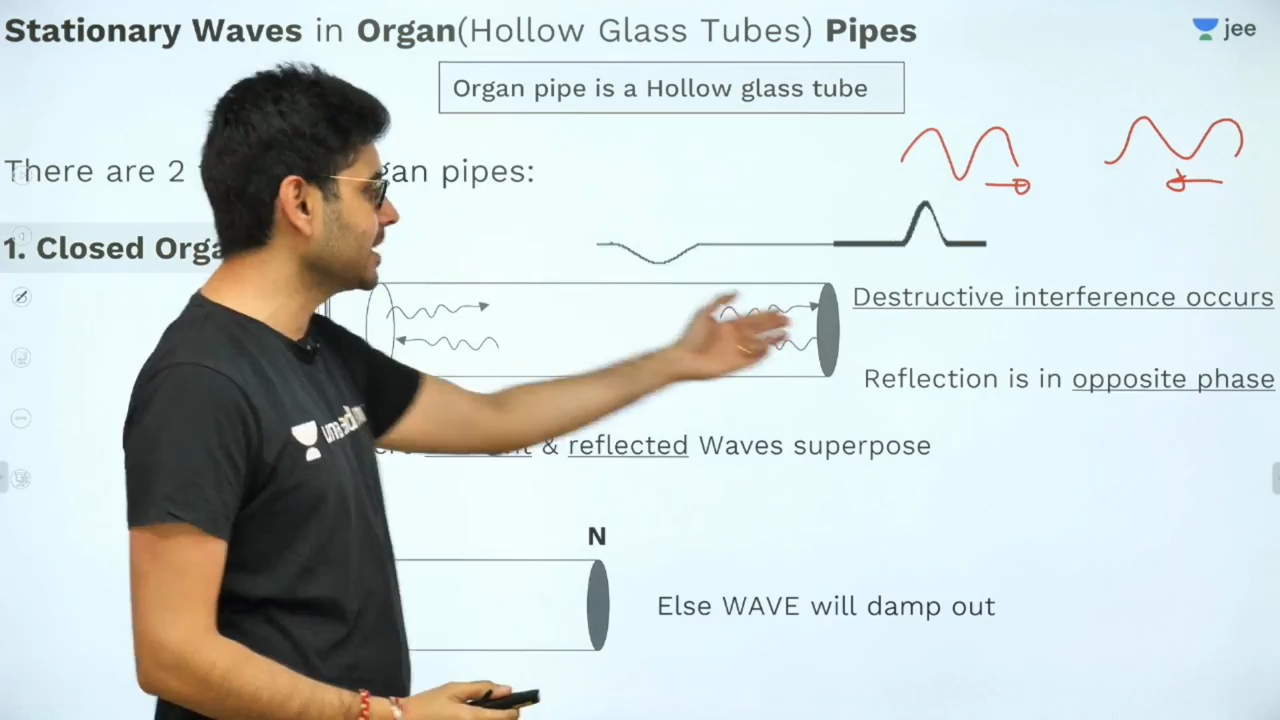 Stationary Waves in Organ(Hollow Glass Tubes) Pipes
jee
Organ pipe is a Hollow glass tube
There are 2 gan pipes:
1. Closed Orga
Destructive interference occurs
Reflection is in opposite phase
& reflected Waves superpose
N
Else WAVE will damp out